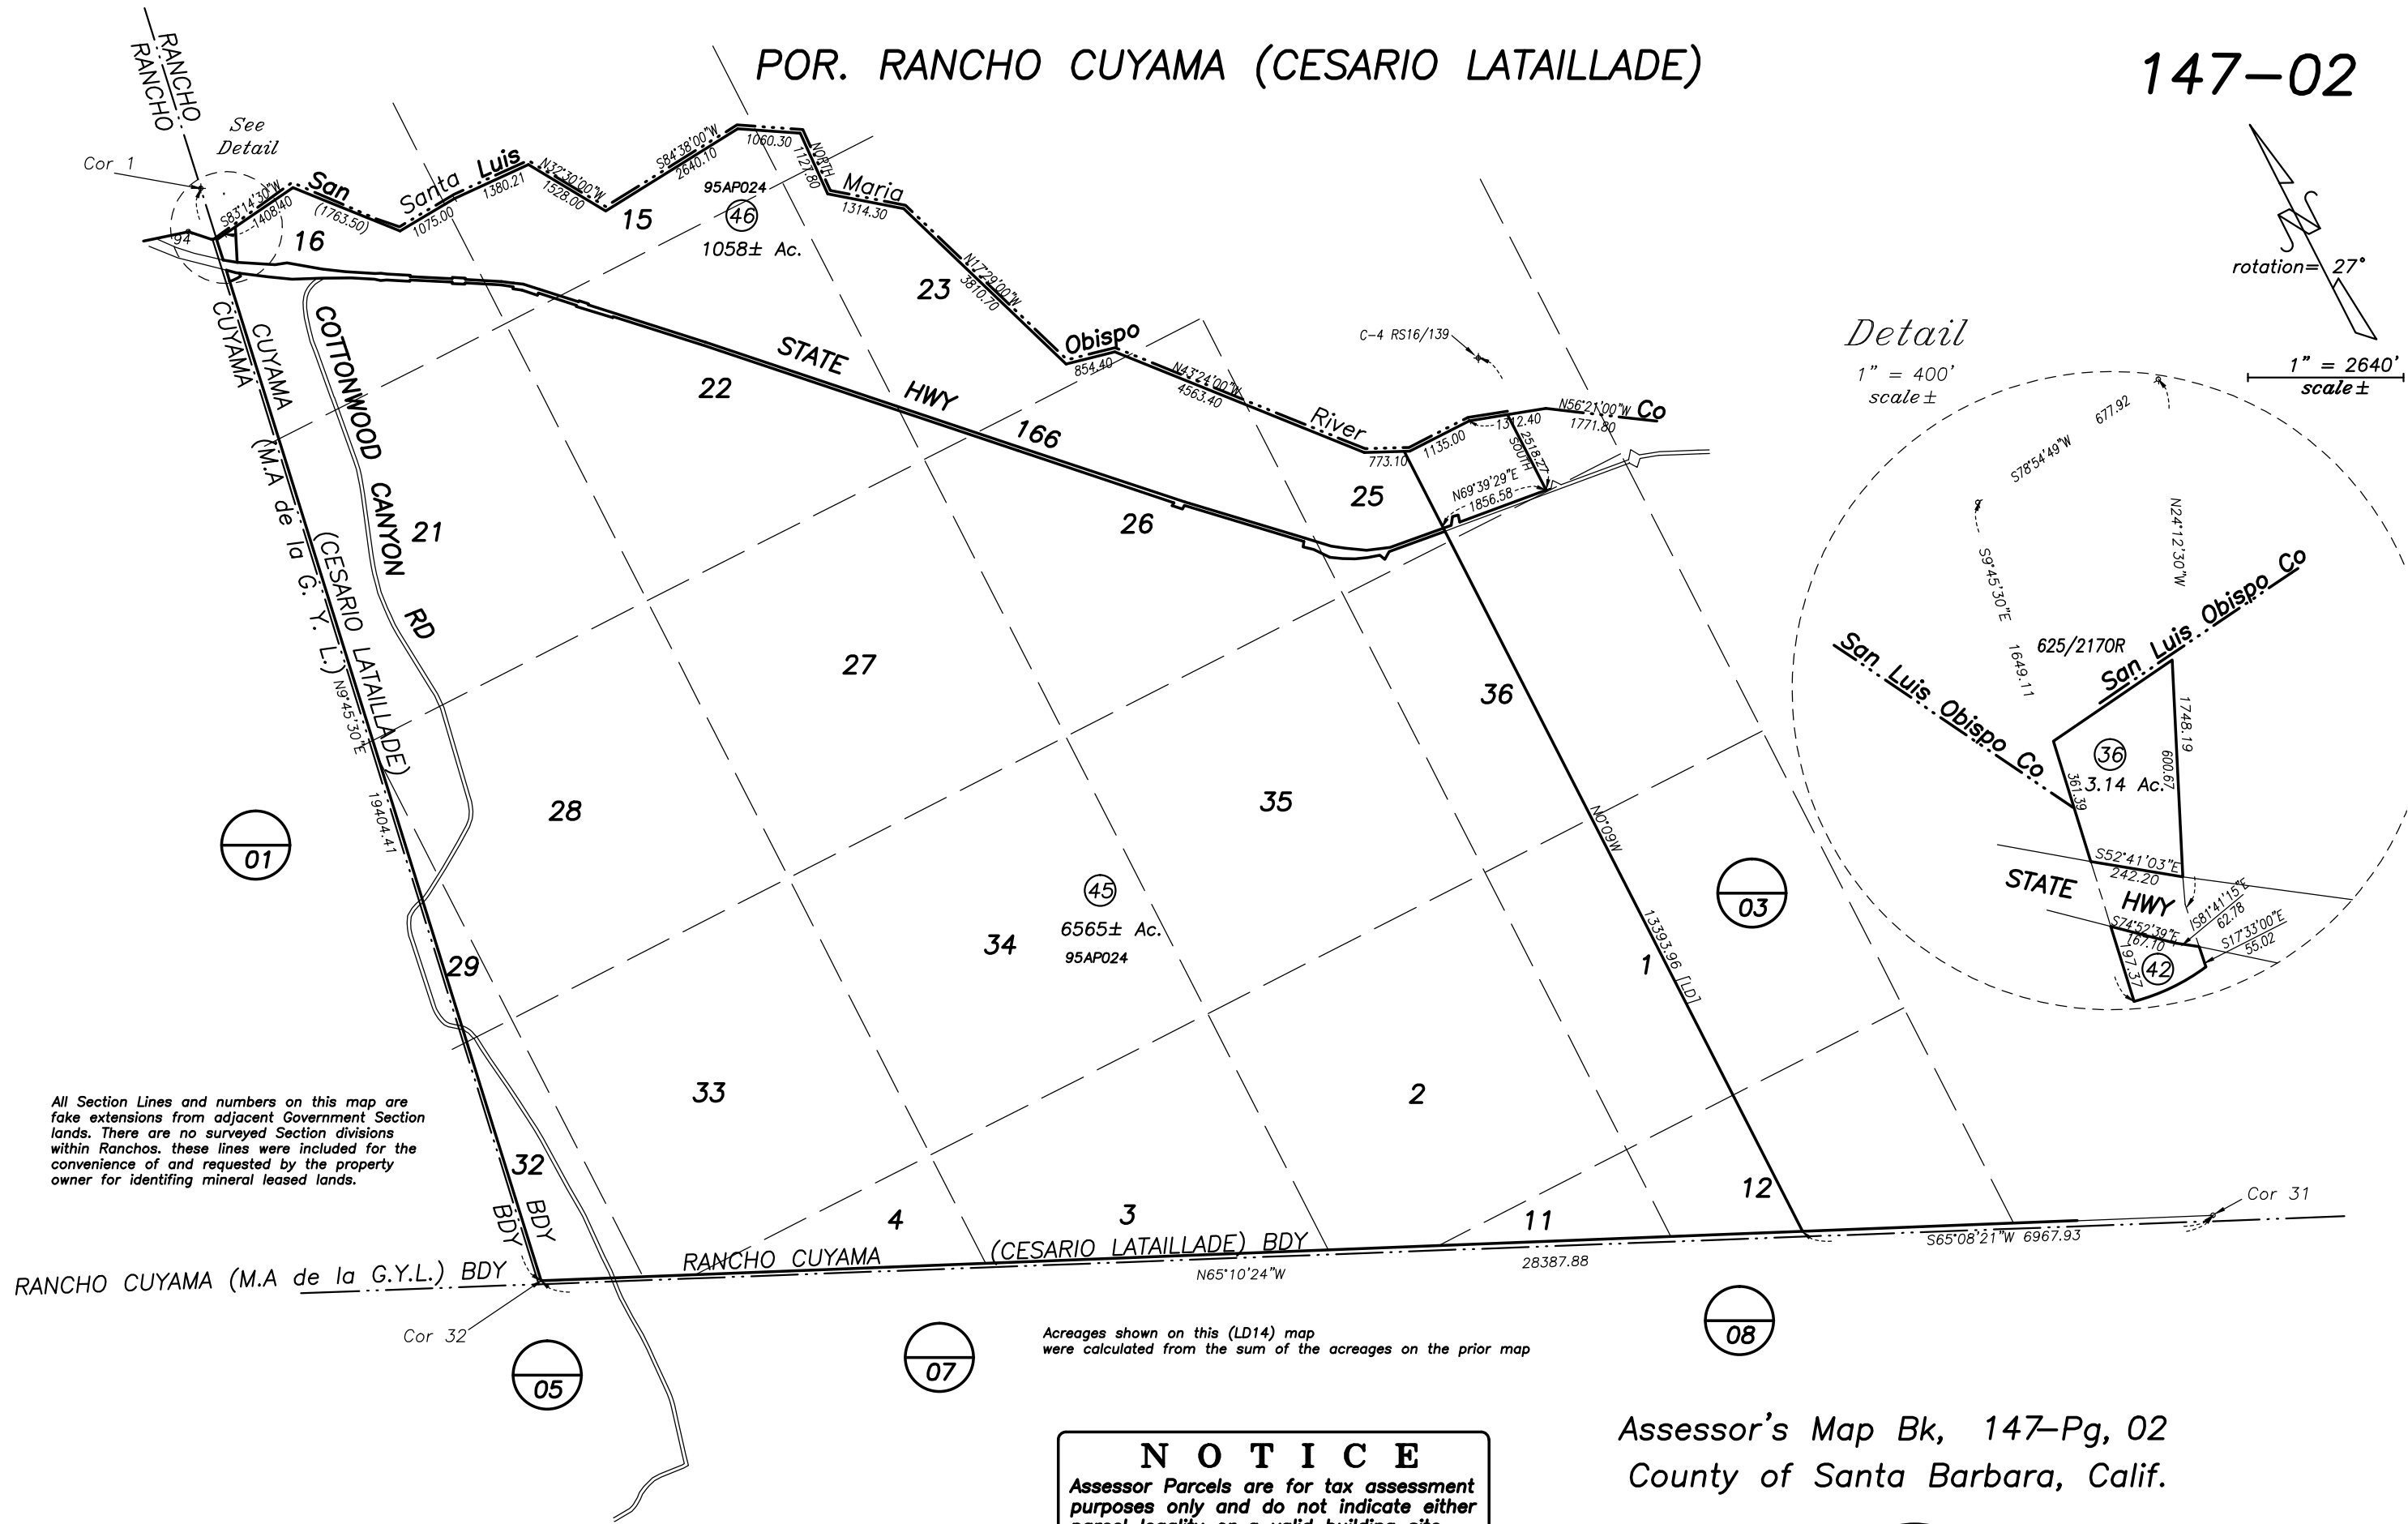 POR. RANCHO CUYAMA (CESARIO LATAILLADE)
147-02
RANCHO
RANCHO
See
Detail
Cor 1
94
S83°14'30"W
1408.40
San
(1763.50)
Santa
1075.00
Luis
1380.21
N32°30'00"W
1528.00
S84°38'00"W
2640.10
1060.30
NORTH
1127.80
Maria
1314.30
N17°29'00"W
3810.70
Obispo
854.40
N43°24'00"W
4563.40
River
773.10
1135.00
1312.40
N56°21'00"W
1771.80
Co
2518.77
SOUTH
N69°39'29"E
1856.58
C-4 RS16/139
16
15
95AP024
46
1058± Ac.
23
22
STATE HWY 166
25
26
21
COTTONWOOD CANYON RD
CUYAMA
CUYAMA
(M.A de la G. Y. L.)
(CESARIO LATAILLADE)
N9°45'30"E
19404.41
27
28
36
35
45
6565± Ac.
95AP024
34
29
33
32
2
1
4
3
11
12
N0°09W
13393.96 [LD]
01
03
BDY
BDY
rotation= 27°
1" = 2640'
scale±
Detail
1" = 400'
scale±
677.92
S78°54'49"W
N24°12'30"W
S9°45'30"E
1649.11
625/2170R
San Luis Obispo Co
San Luis Obispo Co
1748.19
600.67
36
3.14 Ac.
361.39
S52°41'03"E
242.20
STATE HWY
S81°41'15"E
62.78
S74°52'39"E
167.10
S17°33'00"E
55.02
197.37
42
All Section Lines and numbers on this map are
fake extensions from adjacent Government Section
lands. There are no surveyed Section divisions
within Ranchos. these lines were included for the
convenience of and requested by the property
owner for identifing mineral leased lands.
RANCHO CUYAMA (M.A de la G.Y.L.) BDY
RANCHO CUYAMA (CESARIO LATAILLADE) BDY
N65°10'24"W
28387.88
S65°08'21"W 6967.93
Cor 31
Cor 32
05
07
08
Acreages shown on this (LD14) map
were calculated from the sum of the acreages on the prior map
NOTICE
Assessor Parcels are for tax assessment
purposes only and do not indicate either
parcel legality or a valid building site.
Assessor's Map Bk, 147-Pg, 02
County of Santa Barbara, Calif.